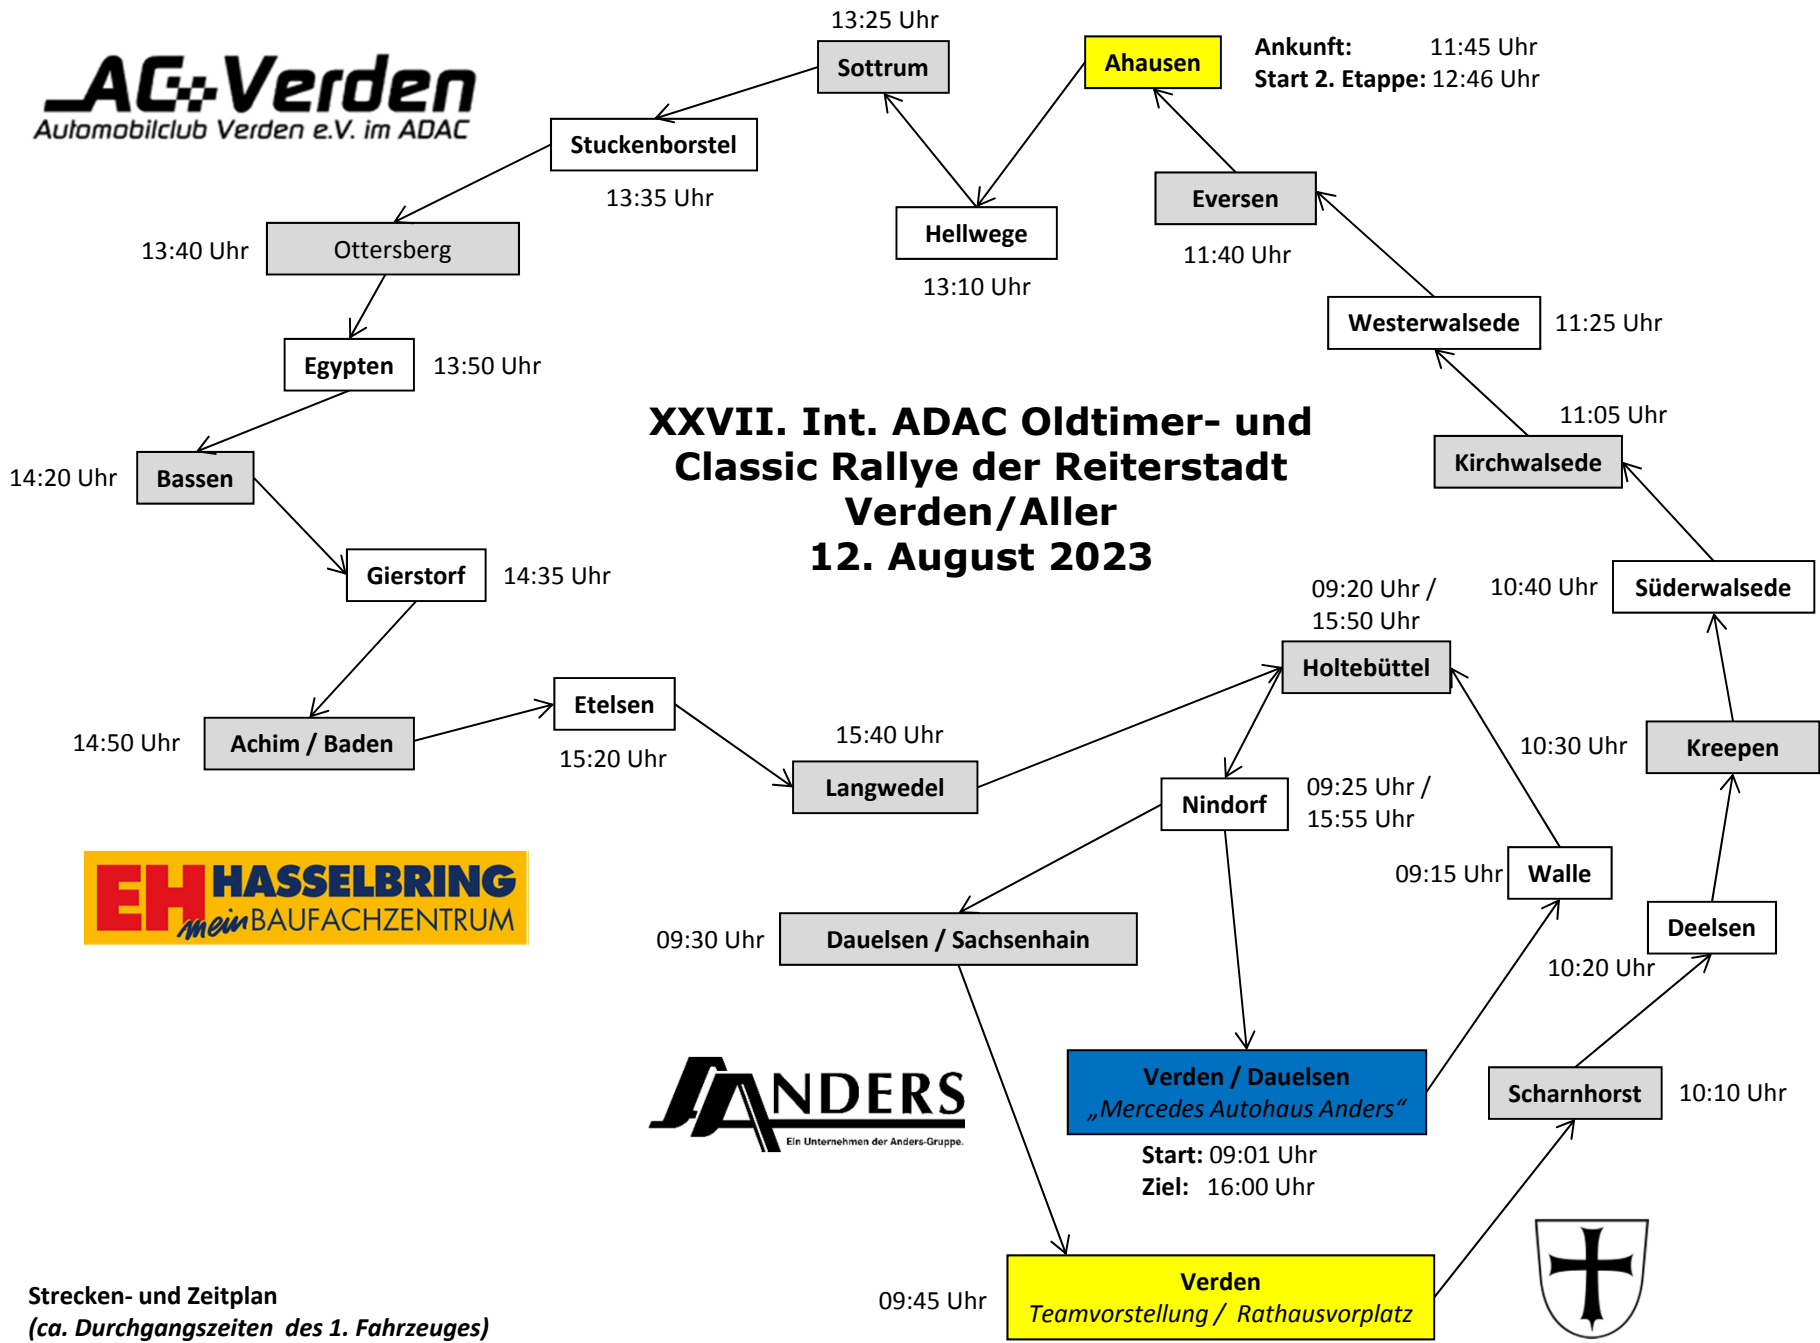 13:25 Uhr
AC Verden
Automobilclub Verden e.V. im ADAC
Sottrum
Ahausen
Ankunft: 11:45 Uhr
Start 2. Etappe: 12:46 Uhr
Stuckenborstel
13:35 Uhr
Eversen
11:40 Uhr
Hellwege
13:10 Uhr
13:40 Uhr
Ottersberg
Westerwalsede
11:25 Uhr
Egypten
13:50 Uhr
XXVII. Int. ADAC Oldtimer- und
Classic Rallye der Reiterstadt
Verden/Aller
12. August 2023
11:05 Uhr
Kirchwalsede
14:20 Uhr
Bassen
Gierstorf
14:35 Uhr
10:40 Uhr
Süderwalsede
09:20 Uhr /
15:50 Uhr
Holtebüttel
Etelsen
15:20 Uhr
14:50 Uhr
Achim / Baden
15:40 Uhr
Langwedel
10:30 Uhr
Kreepen
Nindorf
09:25 Uhr /
15:55 Uhr
09:15 Uhr
Walle
EH HASSELBRING
mein BAUFACHZENTRUM
09:30 Uhr
Dauelsen / Sachsenhain
Deelsen
10:20 Uhr
ANDERS
Ein Unternehmen der Anders-Gruppe.
Verden / Dauelsen
„Mercedes Autohaus Anders“
Start: 09:01 Uhr
Ziel: 16:00 Uhr
Scharnhorst
10:10 Uhr
09:45 Uhr
Verden
Teamvorstellung / Rathausvorplatz
Strecken- und Zeitplan
(ca. Durchgangszeiten des 1. Fahrzeuges)